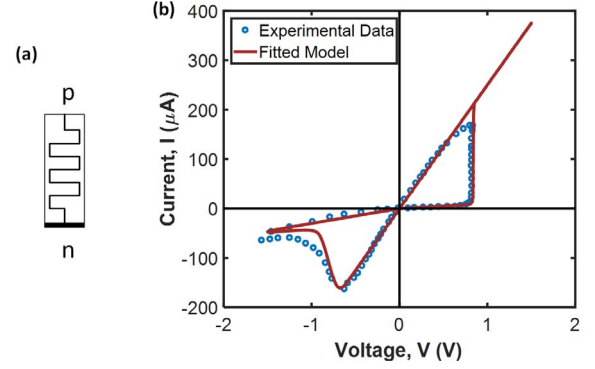 (a)
p
n
(b)
400
300
200
100
0
-100
-200
Current, I (μA)
Experimental Data
Fitted Model
-2
-1
0
1
2
Voltage, V (V)